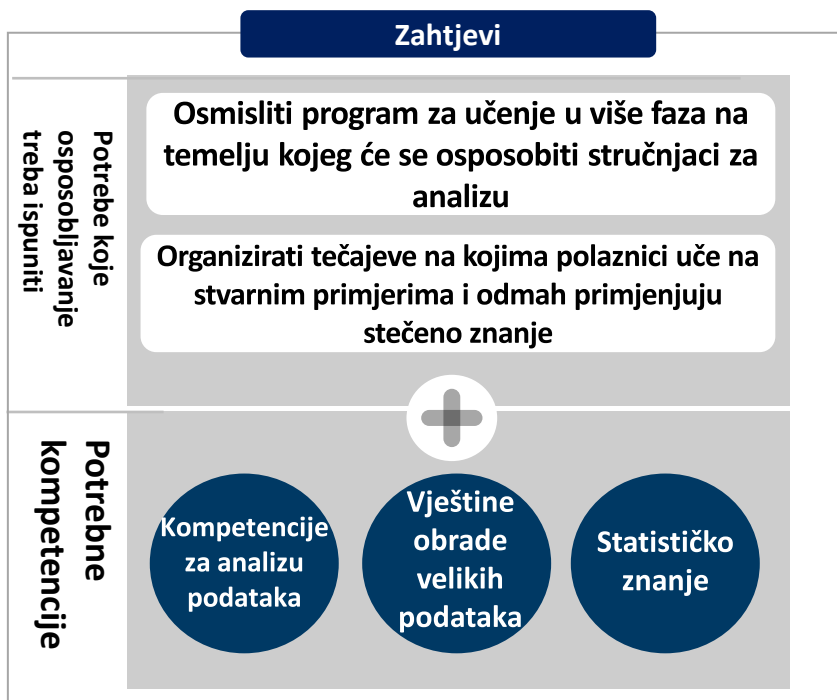 Zahtjevi
Potrebe koje
osposobljavanje
treba ispuniti
Osmisliti program za učenje u više faza na
temelju kojeg će se osposobiti stručnjaci za
analizu
Organizirati tečajeve na kojima polaznici uče na
stvarnim primjerima i odmah primjenjuju
stečeno znanje
Potrebne
kompetencije
Kompetencije
za analizu
podataka
Vještine
obrade
velikih
podataka
Statističko
znanje